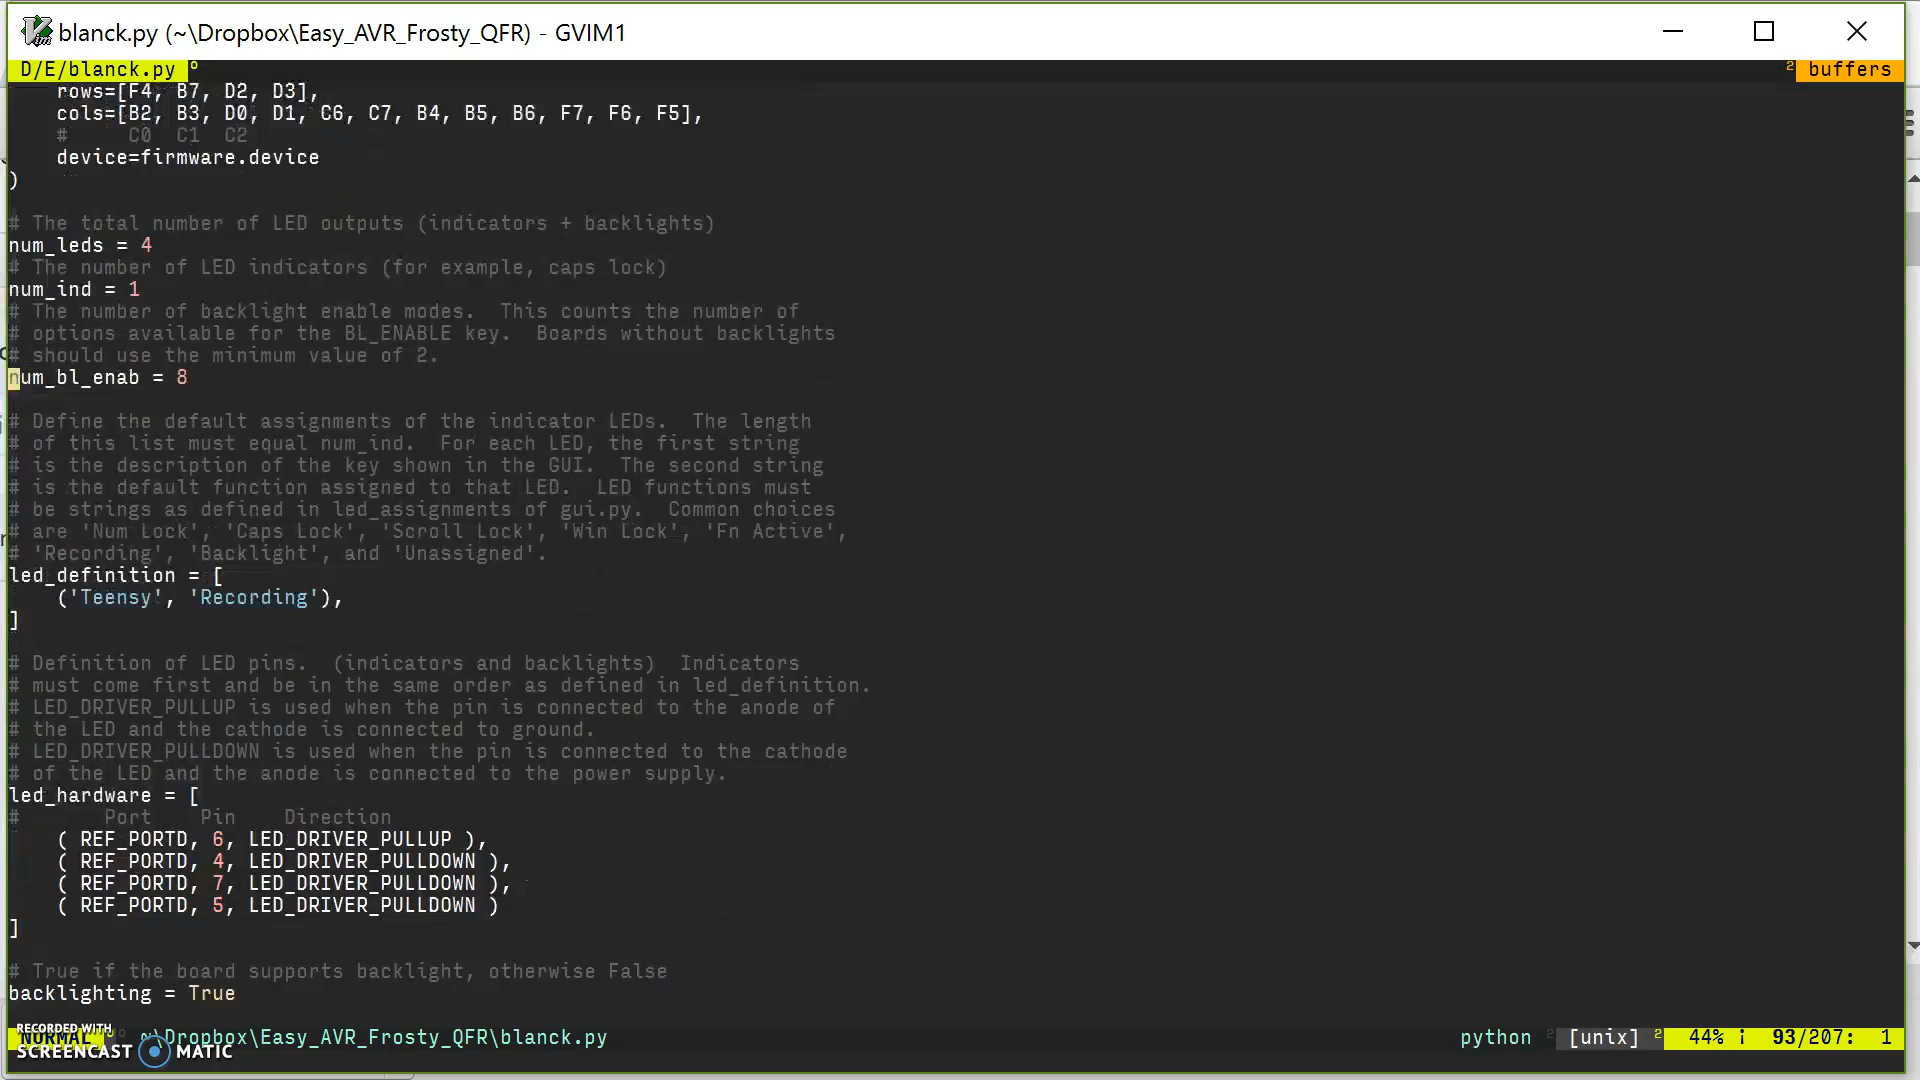 blanck.py (~\Dropbox\Easy_AVR_Frosty_QFR) - GVIM1
D/E/blanck.py
2 buffers
    rows=[F4, B7, D2, D3],
    cols=[B2, B3, D0, D1, C6, C7, B4, B5, B6, F7, F6, F5],
    #     C0  C1  C2
    device=firmware.device
)
# The total number of LED outputs (indicators + backlights)
num_leds = 4
# The number of LED indicators (for example, caps lock)
num_ind = 1
# The number of backlight enable modes.  This counts the number of
# options available for the BL_ENABLE key.  Boards without backlights
# should use the minimum value of 2.
num_bl_enab = 8
# Define the default assignments of the indicator LEDs.  The length
# of this list must equal num_ind.  For each LED, the first string
# is the description of the key shown in the GUI.  The second string
# is the default function assigned to that LED.  LED functions must
# be strings as defined in led_assignments of gui.py.  Common choices
# are 'Num Lock', 'Caps Lock', 'Scroll Lock', 'Win Lock', 'Fn Active',
# 'Recording', 'Backlight', and 'Unassigned'.
led_definition = [
    ('Teensy', 'Recording'),
]
# Definition of LED pins.  (indicators and backlights)  Indicators
# must come first and be in the same order as defined in led_definition.
# LED_DRIVER_PULLUP is used when the pin is connected to the anode of
# the LED and the cathode is connected to ground.
# LED_DRIVER_PULLDOWN is used when the pin is connected to the cathode
# of the LED and the anode is connected to the power supply.
led_hardware = [
#       Port    Pin    Direction
    ( REF_PORTD, 6, LED_DRIVER_PULLUP ),
    ( REF_PORTD, 4, LED_DRIVER_PULLDOWN ),
    ( REF_PORTD, 7, LED_DRIVER_PULLDOWN ),
    ( REF_PORTD, 5, LED_DRIVER_PULLDOWN )
]
# True if the board supports backlight, otherwise False
backlighting = True
NORMAL ~\Dropbox\Easy_AVR_Frosty_QFR\blanck.py python 2 [unix] 2 44% ¡ 93/207: 1
RECORDED WITH
SCREENCAST MATIC